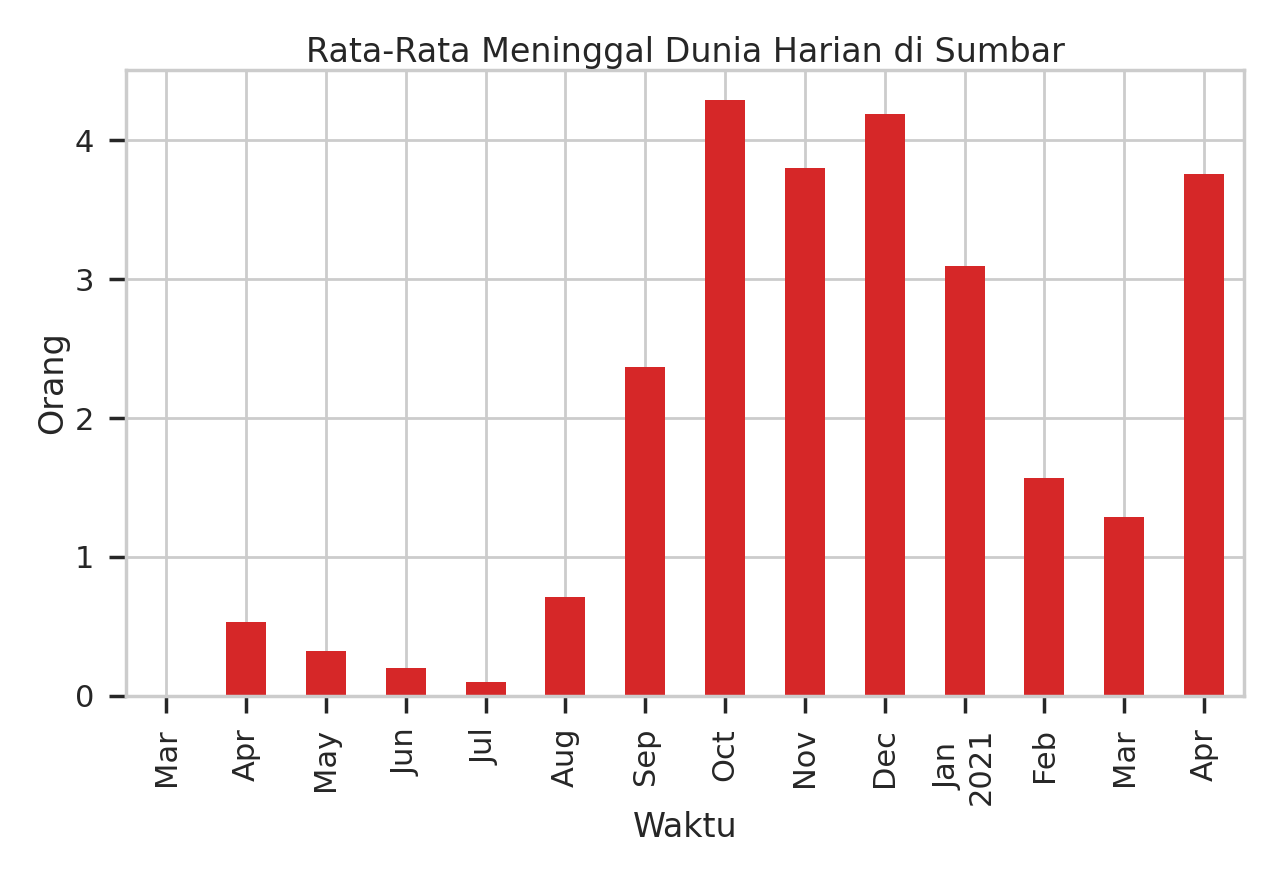 Rata-Rata Meninggal Dunia Harian di Sumbar
4
3
2
1
0
Orang
Mar
Apr
May
Jun
Jul
Aug
Sep
Oct
Nov
Dec
Jan
2021
Feb
Mar
Apr
Waktu